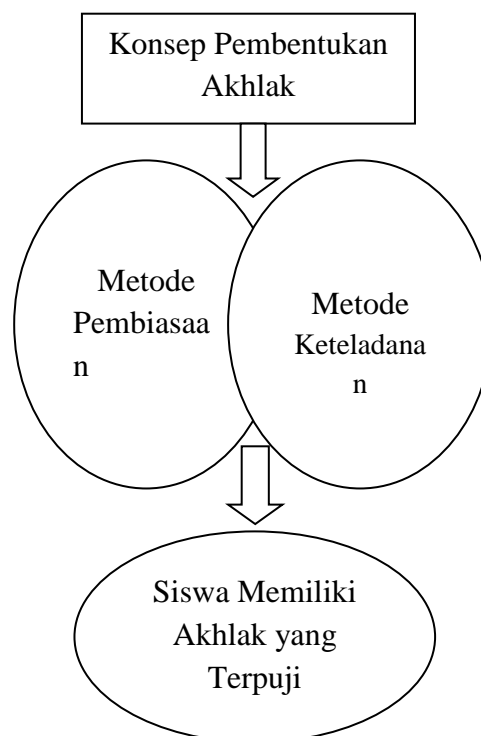 Konsep Pembentukan
Akhlak
Metode
Pembiasaa
n
Metode
Keteladana
n
Siswa Memiliki
Akhlak yang
Terpuji